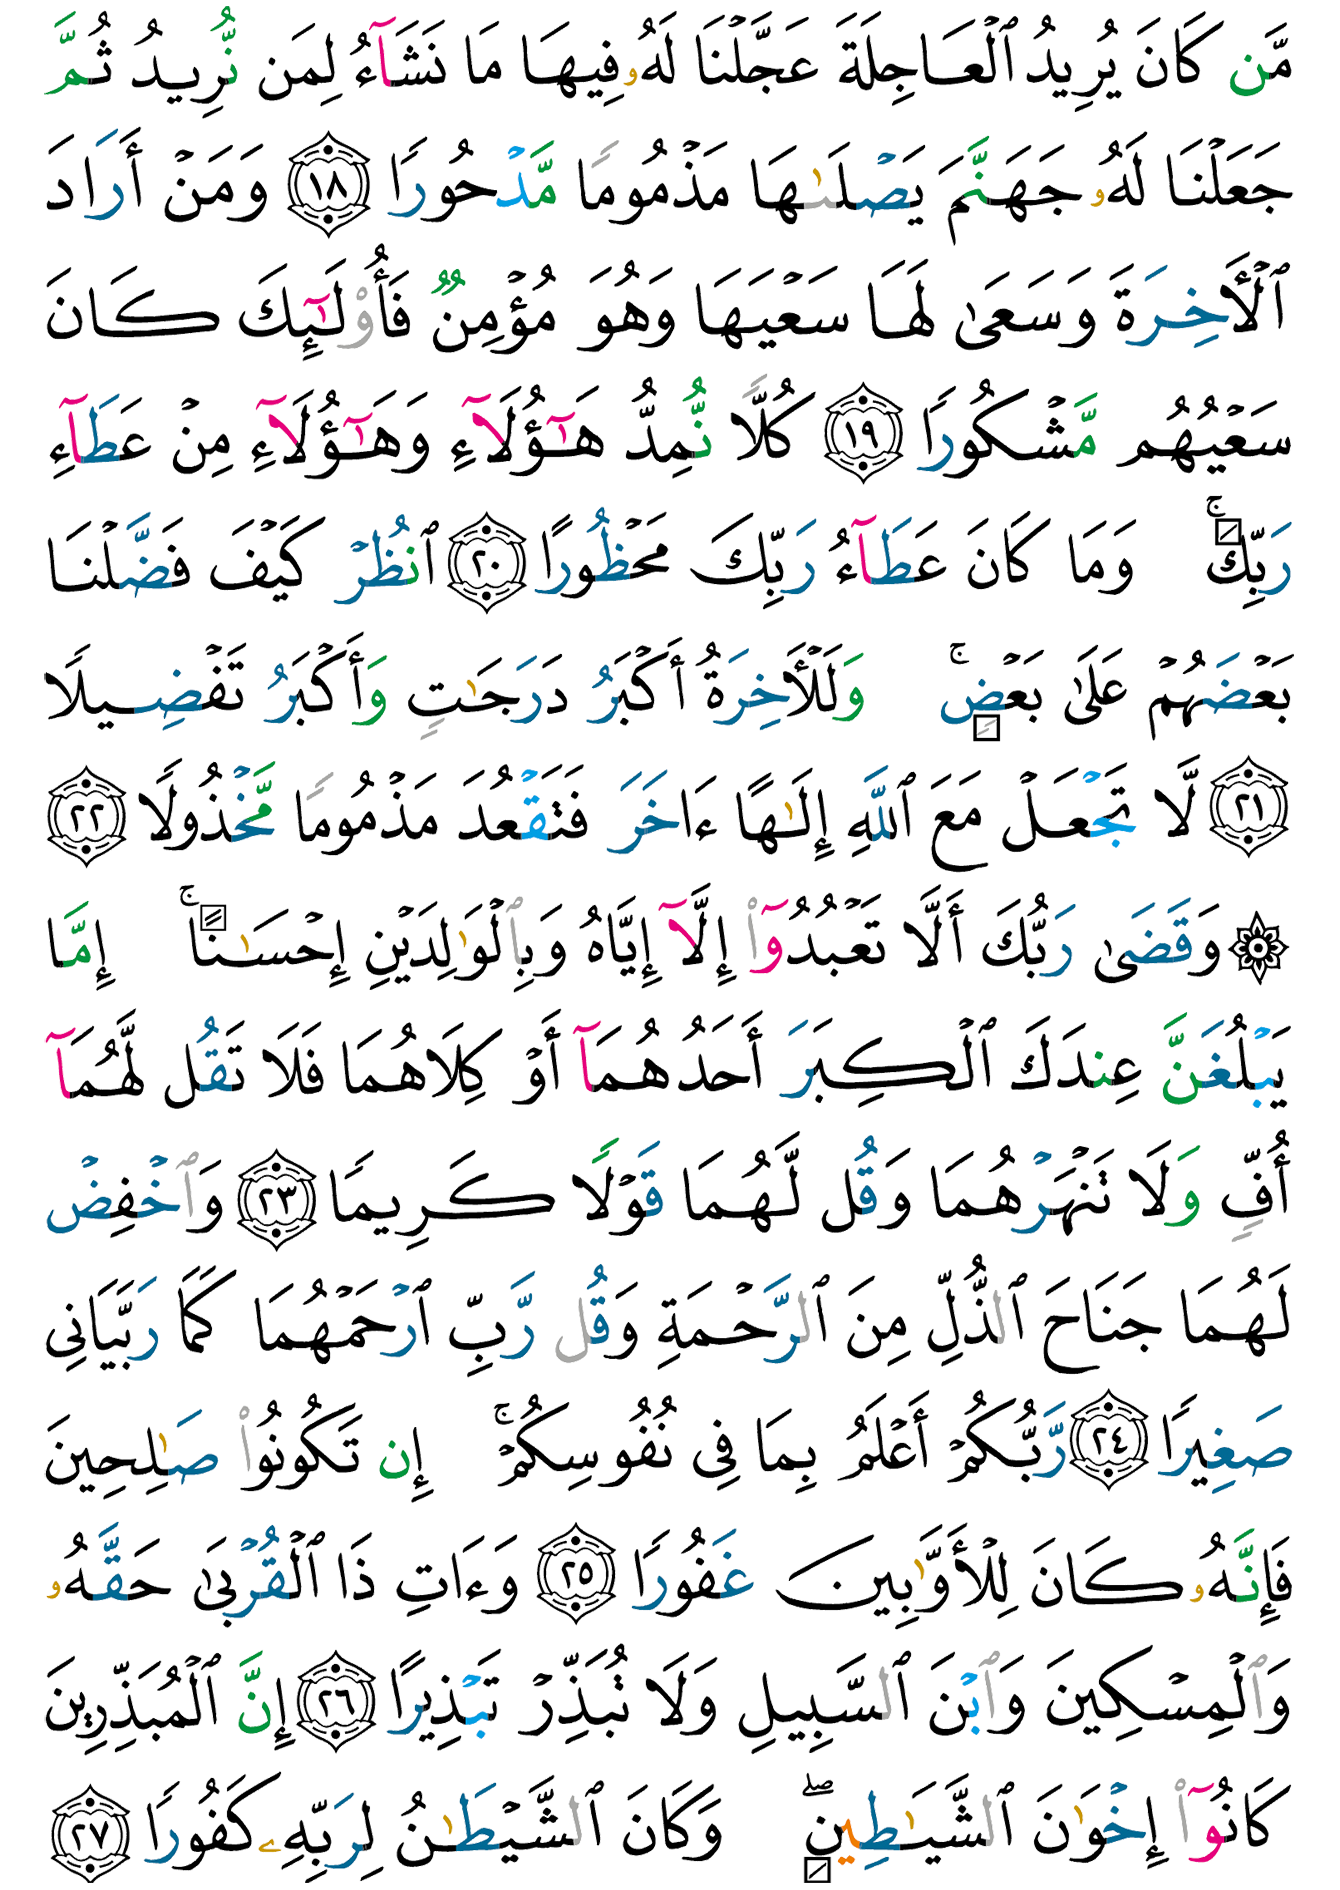 مَّن كَانَ يُرِيدُ ٱلْعَاجِلَةَ عَجَّلْنَا لَهُۥ فِيهَا مَا نَشَآءُ لِمَن نُّرِيدُ ثُمَّ
جَعَلْنَا لَهُۥ جَهَنَّمَ يَصْلَىٰهَا مَذْمُومًا مَّدْحُورًا ١٨ وَمَنْ أَرَادَ
ٱلْأَخِرَةَ وَسَعَىٰ لَهَا سَعْيَهَا وَهُوَ مُؤْمِنٌ فَأُوْلَٰٓئِكَ كَانَ
سَعْيُهُم مَّشْكُورًا ١٩ كُلًّا نُّمِدُّ هَٰٓؤُلَآءِ وَهَٰٓؤُلَآءِ مِنْ عَطَآءِ
رَبِّكَ ۚ وَمَا كَانَ عَطَآءُ رَبِّكَ مَحْظُورًا ٢٠ ٱنظُرْ كَيْفَ فَضَّلْنَا
بَعْضَهُمْ عَلَىٰ بَعْضٍ ۚ وَلَلْأَخِرَةُ أَكْبَرُ دَرَجَٰتٍ وَأَكْبَرُ تَفْضِيلًا
٢١ لَّا تَجْعَلْ مَعَ ٱللَّهِ إِلَٰهًا ءَاخَرَ فَتَقْعُدَ مَذْمُومًا مَّخْذُولًا ٢٢
۞ وَقَضَىٰ رَبُّكَ أَلَّا تَعْبُدُوٓا۟ إِلَّآ إِيَّاهُ وَبِٱلْوَٰلِدَيْنِ إِحْسَٰنًا ۚ إِمَّا
يَبْلُغَنَّ عِندَكَ ٱلْكِبَرَ أَحَدُهُمَآ أَوْ كِلَاهُمَا فَلَا تَقُل لَّهُمَآ
أُفٍّ وَلَا تَنْهَرْهُمَا وَقُل لَّهُمَا قَوْلًا كَرِيمًا ٢٣ وَٱخْفِضْ
لَهُمَا جَنَاحَ ٱلذُّلِّ مِنَ ٱلرَّحْمَةِ وَقُل رَّبِّ ٱرْحَمْهُمَا كَمَا رَبَّيَانِى
صَغِيرًا ٢٤ رَّبُّكُمْ أَعْلَمُ بِمَا فِى نُفُوسِكُمْ ۚ إِن تَكُونُوا۟ صَٰلِحِينَ
فَإِنَّهُۥ كَانَ لِلْأَوَّٰبِينَ غَفُورًا ٢٥ وَءَاتِ ذَا ٱلْقُرْبَىٰ حَقَّهُۥ
وَٱلْمِسْكِينَ وَٱبْنَ ٱلسَّبِيلِ وَلَا تُبَذِّرْ تَبْذِيرًا ٢٦ إِنَّ ٱلْمُبَذِّرِينَ
كَانُوٓا۟ إِخْوَٰنَ ٱلشَّيَٰطِينِ ۖ وَكَانَ ٱلشَّيْطَٰنُ لِرَبِّهِۦ كَفُورًا ٢٧